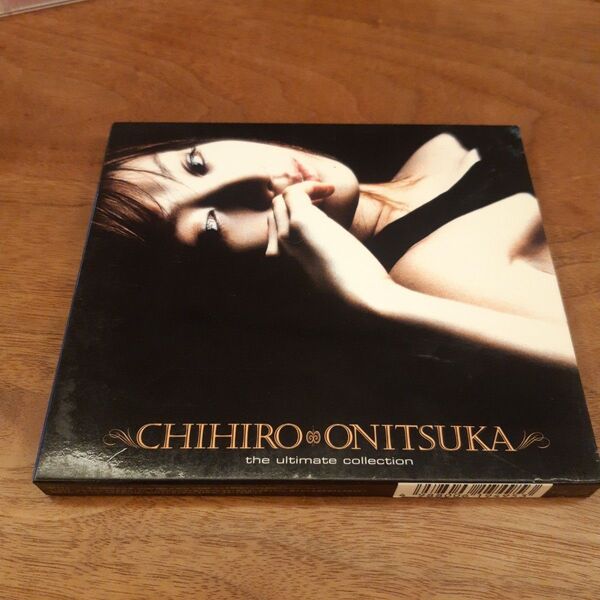 CHIHIRO ONITSUKA
the ultimate collection